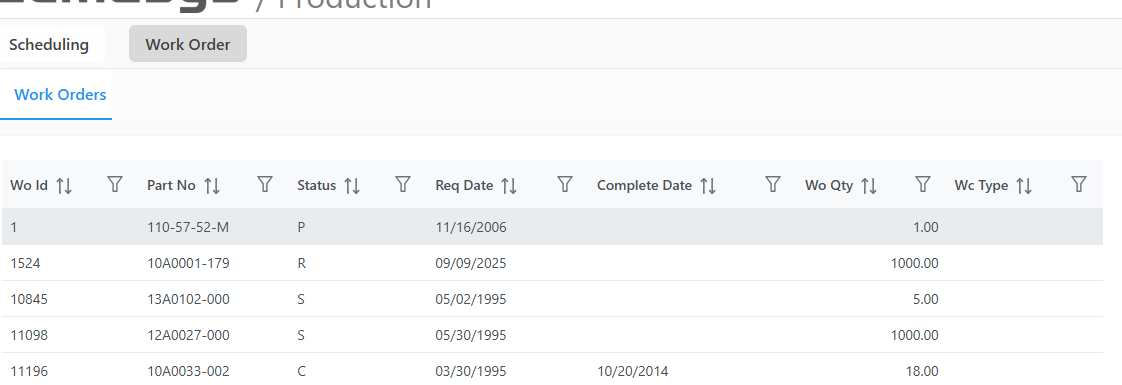 / Production
Scheduling Work Order
Work Orders
Wo Id Part No Status Req Date Complete Date Wo Qty Wc Type
1 110-57-52-M P 11/16/2006 1.00
1524 10A0001-179 R 09/09/2025 1000.00
10845 13A0102-000 S 05/02/1995 5.00
11098 12A0027-000 S 05/30/1995 1000.00
11196 10A0033-002 C 03/30/1995 10/20/2014 18.00